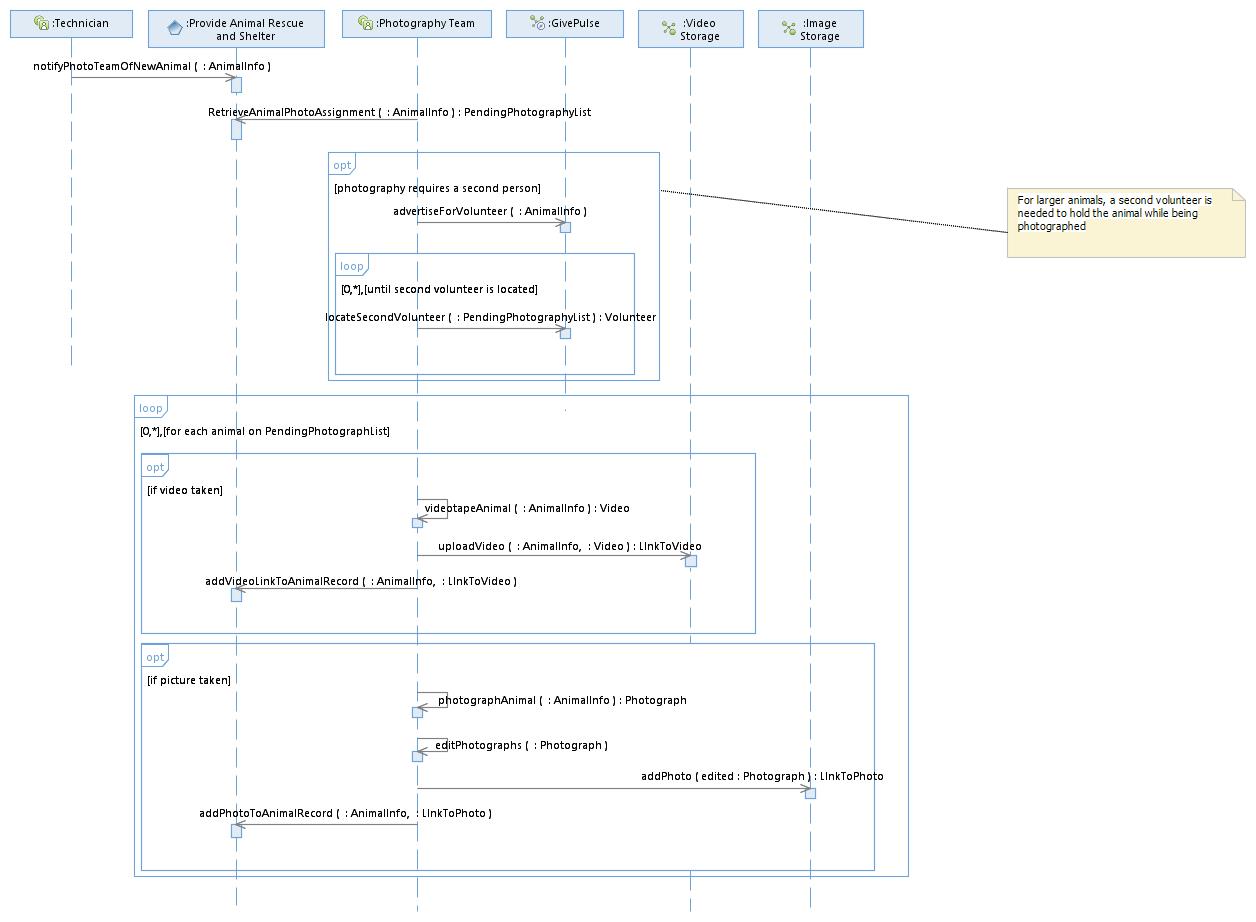 :Technician
:Provide Animal Rescue
and Shelter
:Photography Team
:GivePulse
:Video
Storage
:Image
Storage
notifyPhotoTeamOfNewAnimal ( : AnimalInfo )
RetrieveAnimalPhotoAssignment ( : AnimalInfo ) : PendingPhotographyList
opt
[photography requires a second person]
For larger animals, a second volunteer is
needed to hold the animal while being
photographed
advertiseForVolunteer ( : AnimalInfo )
loop
[0,*],[until second volunteer is located]
locateSecondVolunteer ( : PendingPhotographyList ) : Volunteer
loop
[0,*],[for each animal on PendingPhotographList]
opt
[if video taken]
videotapeAnimal ( : AnimalInfo ) : Video
uploadVideo ( : AnimalInfo, : Video ) : LInkToVideo
addVideoLinkToAnimalRecord ( : AnimalInfo, : LInkToVideo )
opt
[if picture taken]
photographAnimal ( : AnimalInfo ) : Photograph
editPhotographs ( : Photograph )
addPhoto ( edited : Photograph ) : LInkToPhoto
addPhotoToAnimalRecord ( : AnimalInfo, : LInkToPhoto )